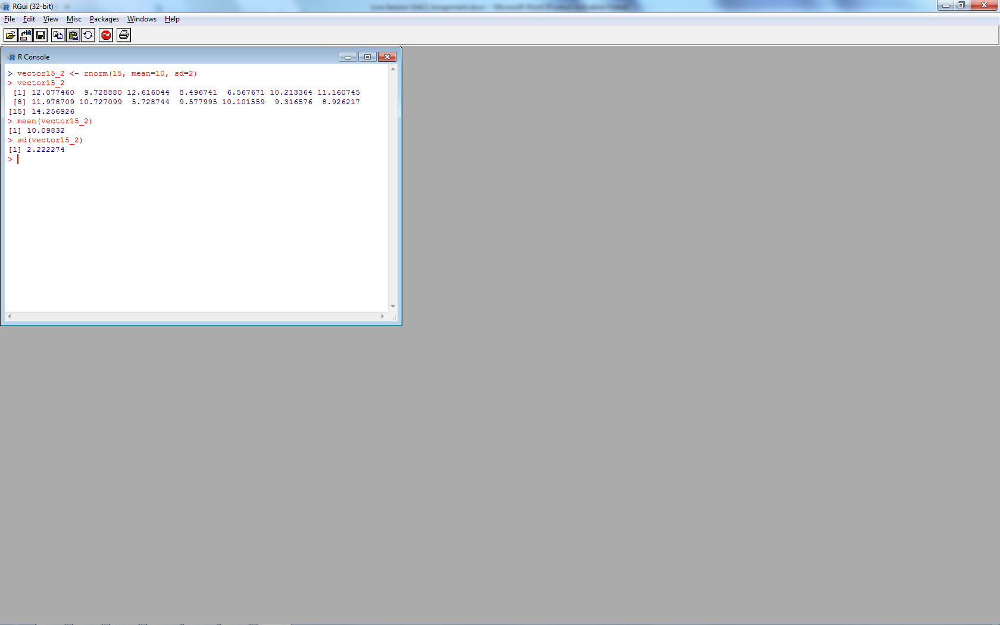 RGui (32-bit)
File Edit View Misc Packages Windows Help
STOP
R Console
> vector15_2 <- rnorm(15, mean=10, sd=2)
> vector15_2
 [1] 12.077460  9.728880 12.616044  8.496741  6.567671 10.213364 11.160745
 [8] 11.978709 10.727099  5.728744  9.577995 10.101559  9.316576  8.926217
[15] 14.256926
> mean(vector15_2)
[1] 10.09832
> sd(vector15_2)
[1] 2.222274
>